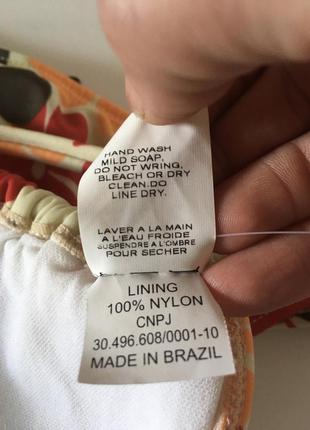 HAND WASH
MILD SOAP,
DO NOT WRING,
BLEACH OR DRY
CLEAN.DO
LINE DRY.
LAVER A LA MAIN
A L'EAU FROIDE
SUSPENDRE A L'OMBRE
POUR SECHER
LINING
100% NYLON
CNPJ
30.496.608/0001-10
MADE IN BRAZIL